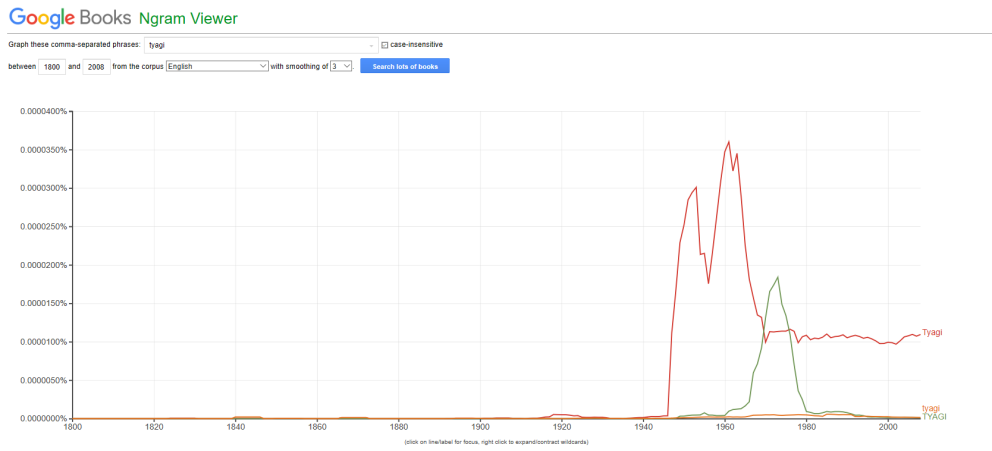 Google Books Ngram Viewer
Graph these comma-separated phrases: tyagi case-insensitive
between 1800 and 2008 from the corpus English with smoothing of 3 . Search lots of books
0.0000400%
0.0000350%
0.0000300%
0.0000250%
0.0000200%
0.0000150%
0.0000100%
Tyagi
0.0000050%
tyagi
0.0000000%
TYAGI
1800 1820 1840 1860 1880 1900 1920 1940 1960 1980 2000
(click on line/label for focus, right click to expand/contract wildcards)